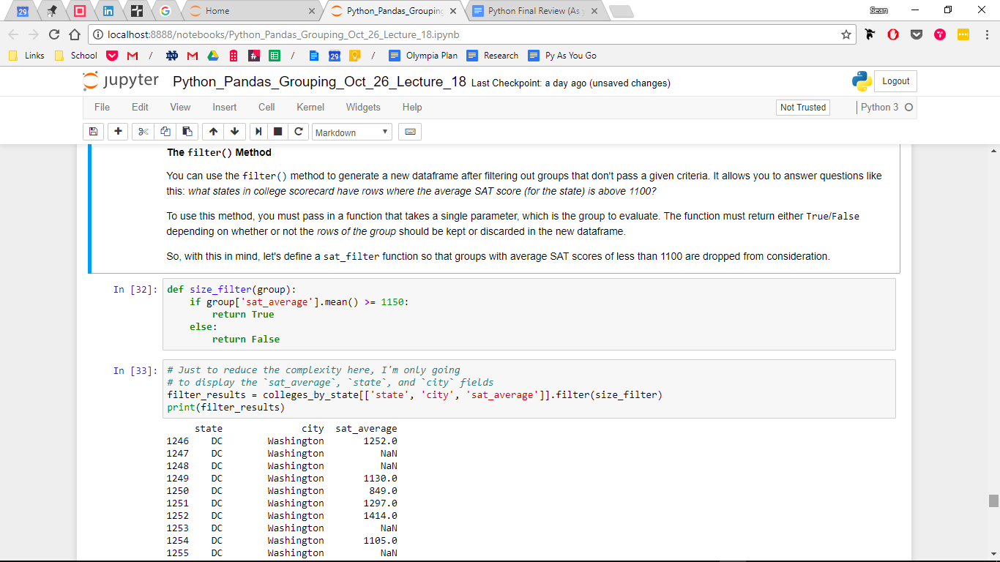 29
Home
Python_Pandas_Grouping
Python Final Review (As y
Sean
localhost:8888/notebooks/Python_Pandas_Grouping_Oct_26_Lecture_18.ipynb
Links School / 29 / Olympia Plan Research Py As You Go
jupyter Python_Pandas_Grouping_Oct_26_Lecture_18 Last Checkpoint: a day ago (unsaved changes)
Logout
File Edit View Insert Cell Kernel Widgets Help
Not Trusted
Python 3
Markdown
The filter() Method
You can use the filter() method to generate a new dataframe after filtering out groups that don't pass a given criteria. It allows you to answer questions like
this: what states in college scorecard have rows where the average SAT score (for the state) is above 1100?
To use this method, you must pass in a function that takes a single parameter, which is the group to evaluate. The function must return either True/False
depending on whether or not the rows of the group should be kept or discarded in the new dataframe.
So, with this in mind, let's define a sat_filter function so that groups with average SAT scores of less than 1100 are dropped from consideration.
In [32]: def size_filter(group):
    if group['sat_average'].mean() >= 1150:
        return True
    else:
        return False
In [33]: # Just to reduce the complexity here, I'm only going
# to display the `sat_average`, `state`, and `city` fields
filter_results = colleges_by_state[['state', 'city', 'sat_average']].filter(size_filter)
print(filter_results)
state city sat_average
1246 DC Washington 1252.0
1247 DC Washington NaN
1248 DC Washington NaN
1249 DC Washington 1130.0
1250 DC Washington 849.0
1251 DC Washington 1297.0
1252 DC Washington 1414.0
1253 DC Washington NaN
1254 DC Washington 1105.0
1255 DC Washington NaN